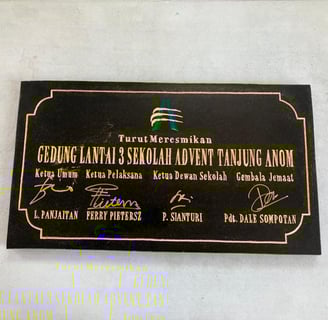 Turut Meresmikan
GEDUNG LANTAI 3 SEKOLAH ADVENT TANJUNG ANOM
Ketua Umum Ketua Pelaksana Ketua Dewan Sekolah Gembala Jemaat
L. PANJAITAN FERRY PIETERSZ P. SIANTURI Pdt. DALE SOMPOTAN